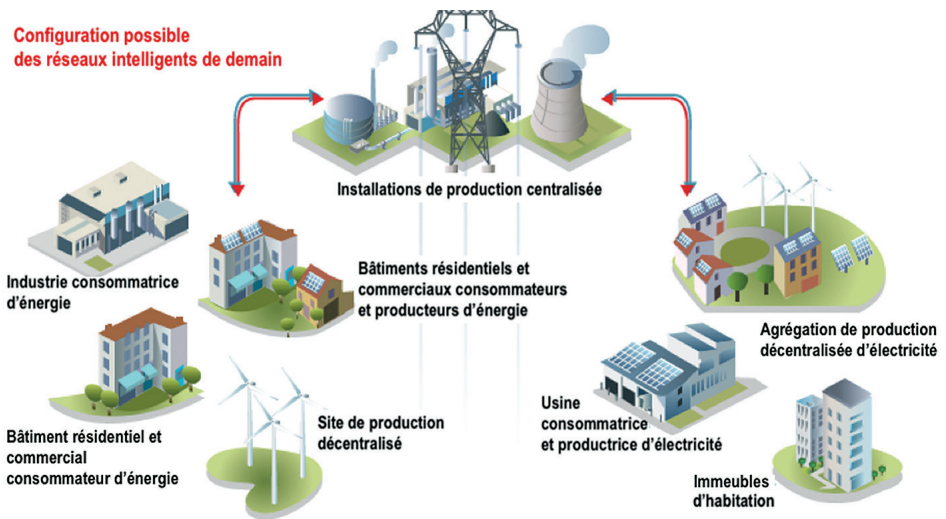 Configuration possible
des réseaux intelligents de demain
Installations de production centralisée
Industrie consommatrice
d'énergie
Bâtiments résidentiels et
commerciaux consommateurs
et producteurs d'énergie
Agrégation de production
décentralisée d'électricité
Bâtiment résidentiel et
commercial
consommateur d'énergie
Site de production
décentralisé
Usine
consommatrice
et productrice d'électricité
Immeubles
d'habitation